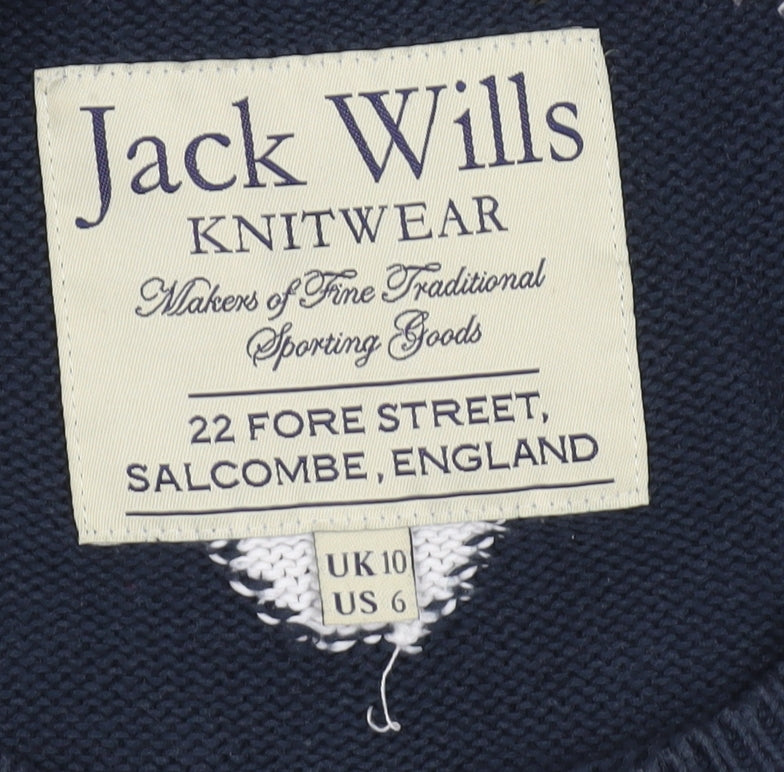 Jack Wills
KNITWEAR
Makers of Fine Traditional
Sporting Goods
22 FORE STREET,
SALCOMBE, ENGLAND
UK 10
US 6